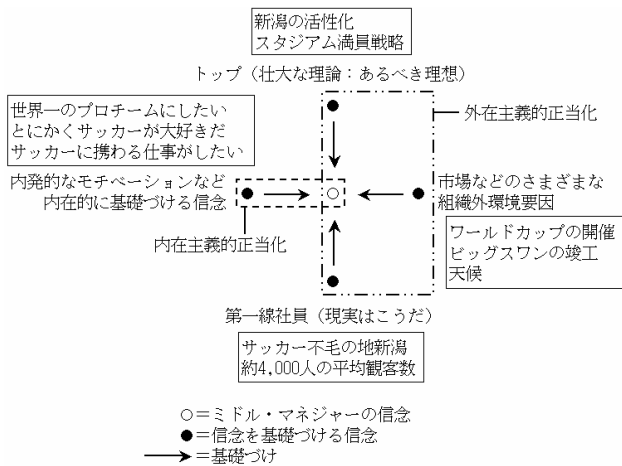 新潟の活性化
スタジアム満員戦略
トップ（壮大な理論：あるべき理想）
世界一のプロチームにしたい
とにかくサッカーが大好きだ
サッカーに携わる仕事がしたい
外在主義的正当化
内発的なモチベーションなど
内在的に基礎づける信念
市場などのさまざまな
組織外環境要因
内在主義的正当化
ワールドカップの開催
ビッグスワンの竣工
天候
第一線社員（現実はこうだ）
サッカー不毛の地新潟
約4,000人の平均観客数
○＝ミドル・マネジャーの信念
●＝信念を基礎づける信念
→＝基礎づけ